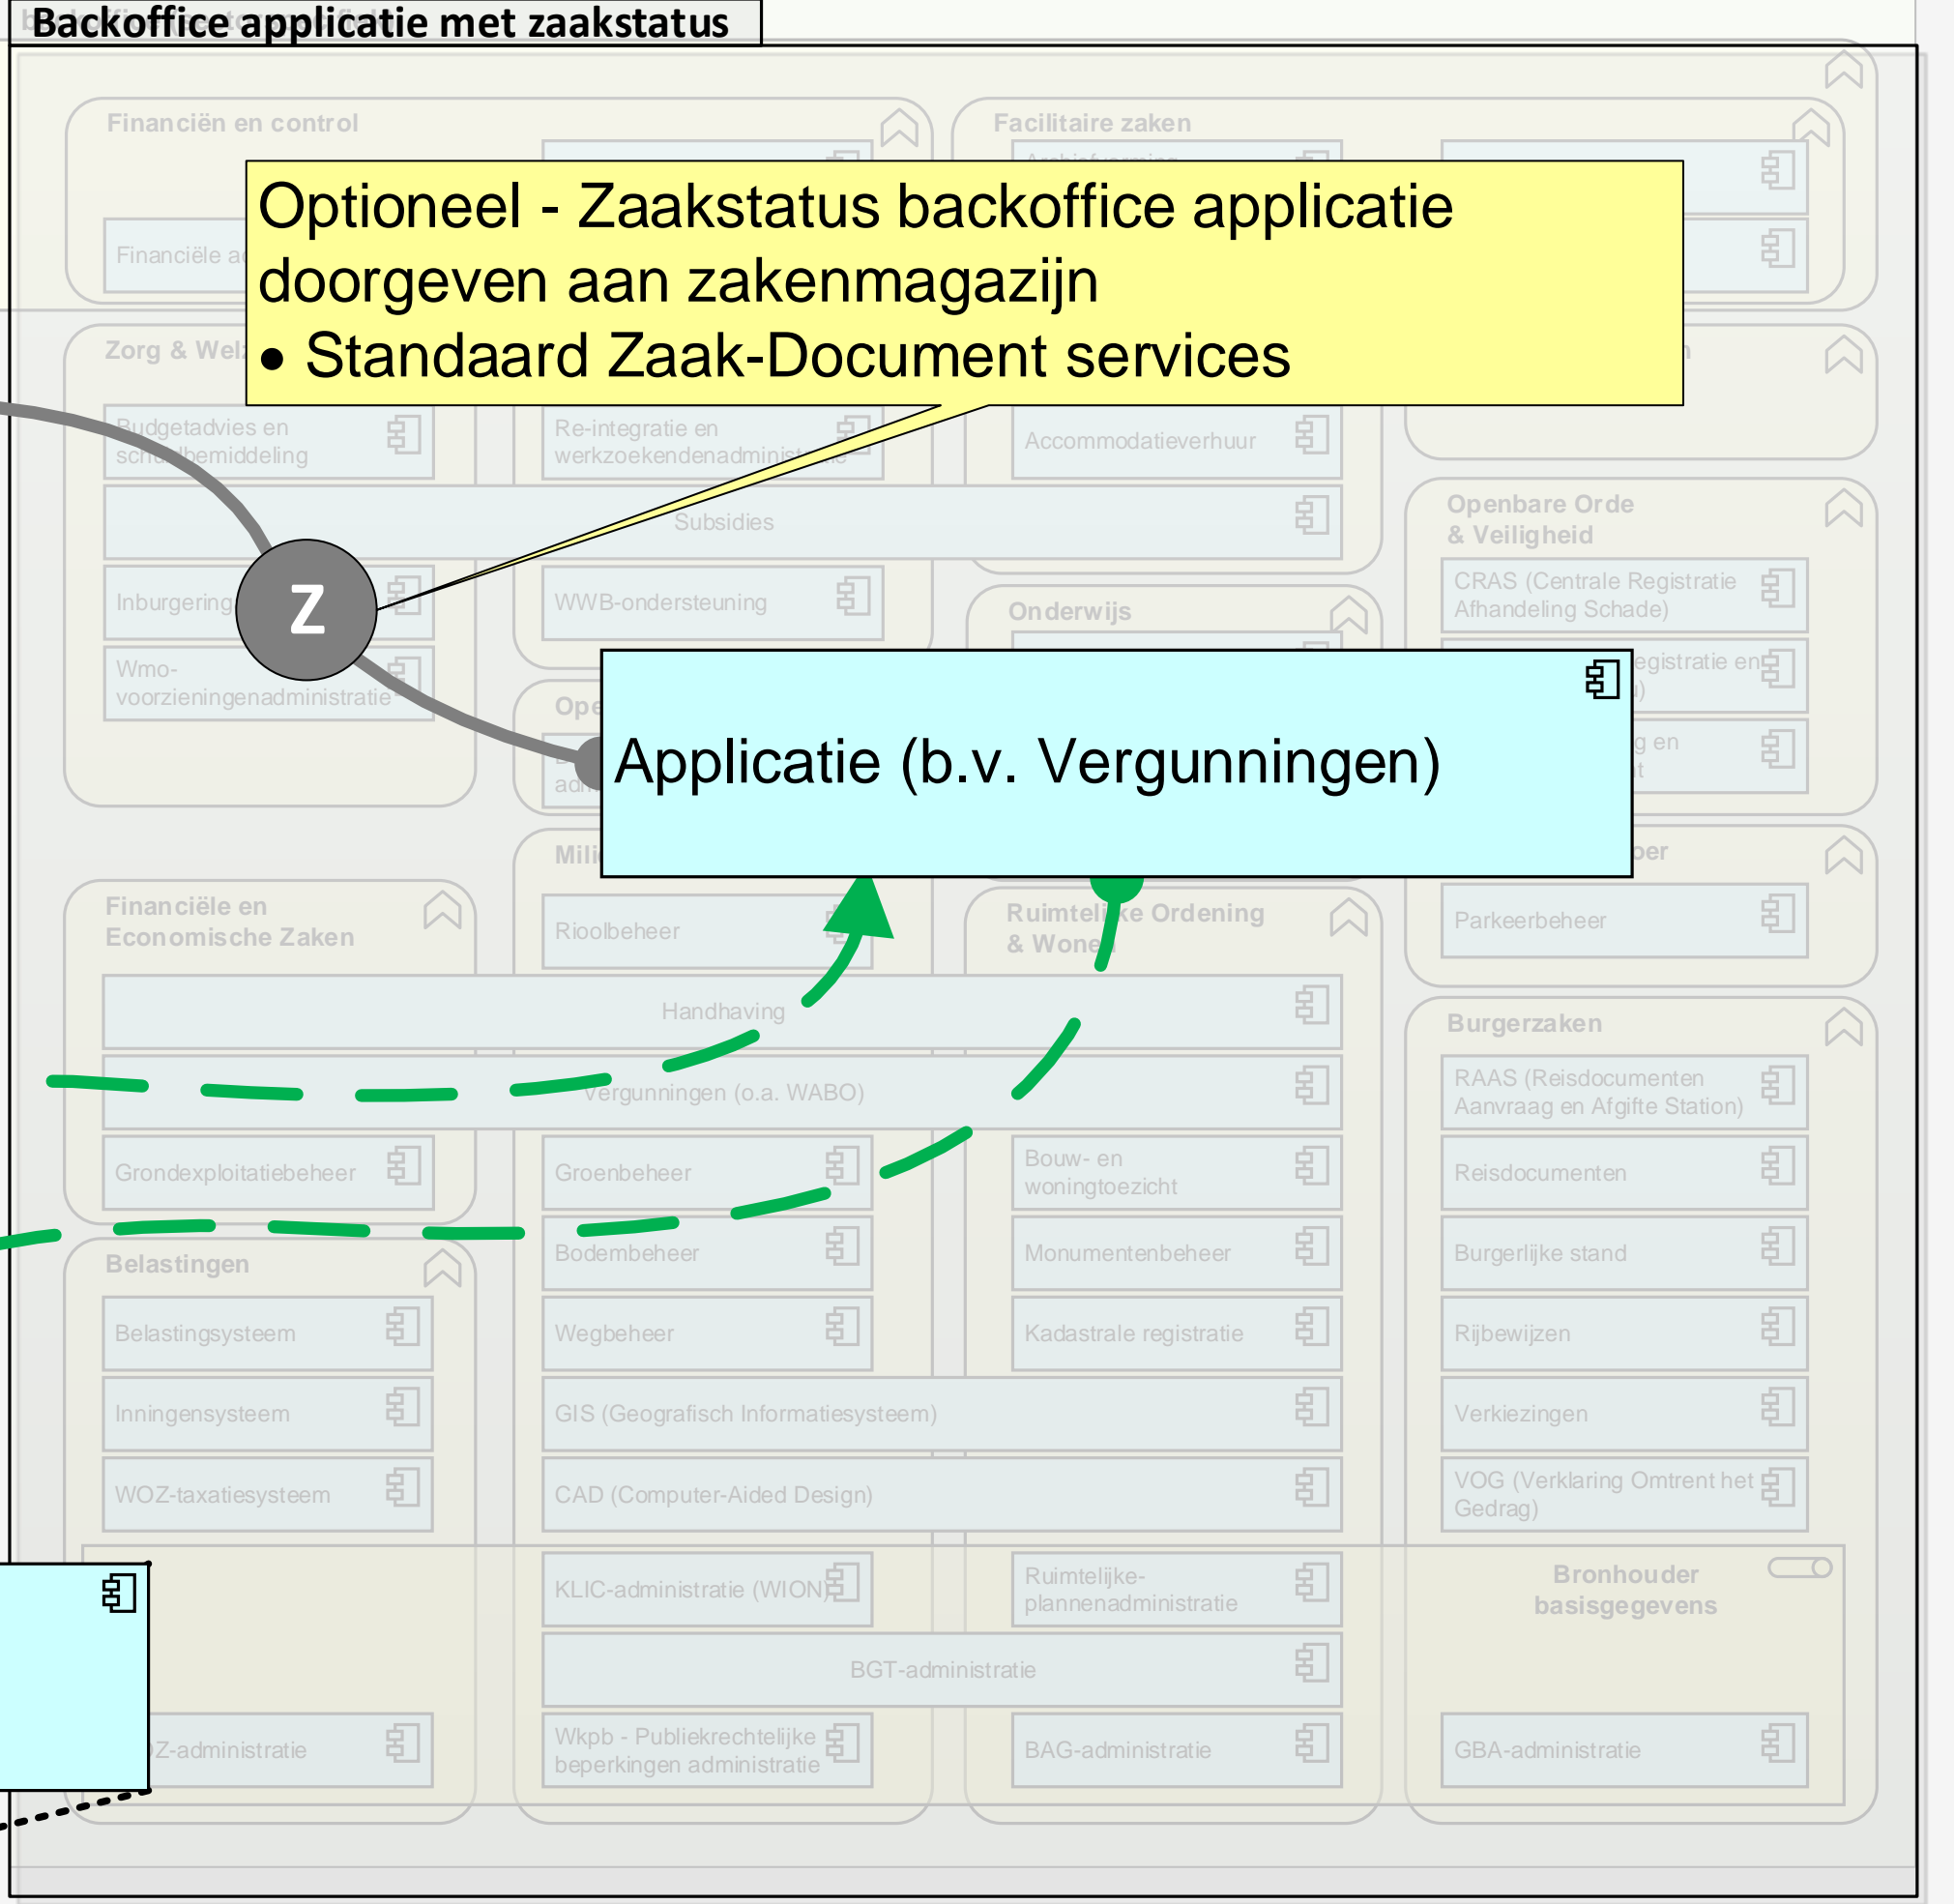 Backoffice applicatie met zaakstatus
Financiën en control
Facilitaire zaken
Optioneel - Zaakstatus backoffice applicatie
doorgeven aan zakenmagazijn
• Standaard Zaak-Document services
Financiële
Zorg &
Budgetadvies en
schuldbemiddeling
Re-integratie en
werkzoekendenadministratie
Accommodatieverhuur
Subsidies
Openbare Orde
& Veiligheid
Inburgering
Z
WWB-ondersteuning
Onderwijs
CRAS (Centrale Registratie
Afhandeling Schade)
Wmo-
voorzieningenadministratie
en
Applicatie (b.v. Vergunningen)
en
Financiële en
Economische Zaken
Rioolbeheer
Ruimtelijke Ordening
& Wonen
Parkeerbeheer
Handhaving
Burgerzaken
Vergunningen (o.a. WABO)
RAAS (Reisdocumenten
Aanvraag en Afgifte Station)
Grondexploitatiebeheer
Groenbeheer
Bouw- en
woningtoezicht
Reisdocumenten
Belastingen
Bodembeheer
Monumentenbeheer
Burgerlijke stand
Belastingsysteem
Wegbeheer
Kadastrale registratie
Rijbewijzen
Inningensysteem
GIS (Geografisch Informatiesysteem)
Verkiezingen
WOZ-taxatiesysteem
CAD (Computer-Aided Design)
VOG (Verklaring Omtrent het
Gedrag)
KLIC-administratie (WION)
Ruimtelijke-
plannenadministratie
Bronhouder
basisgegevens
BGT-administratie
OZ-administratie
Wkpb - Publiekrechtelijke
beperkingen administratie
BAG-administratie
GBA-administratie